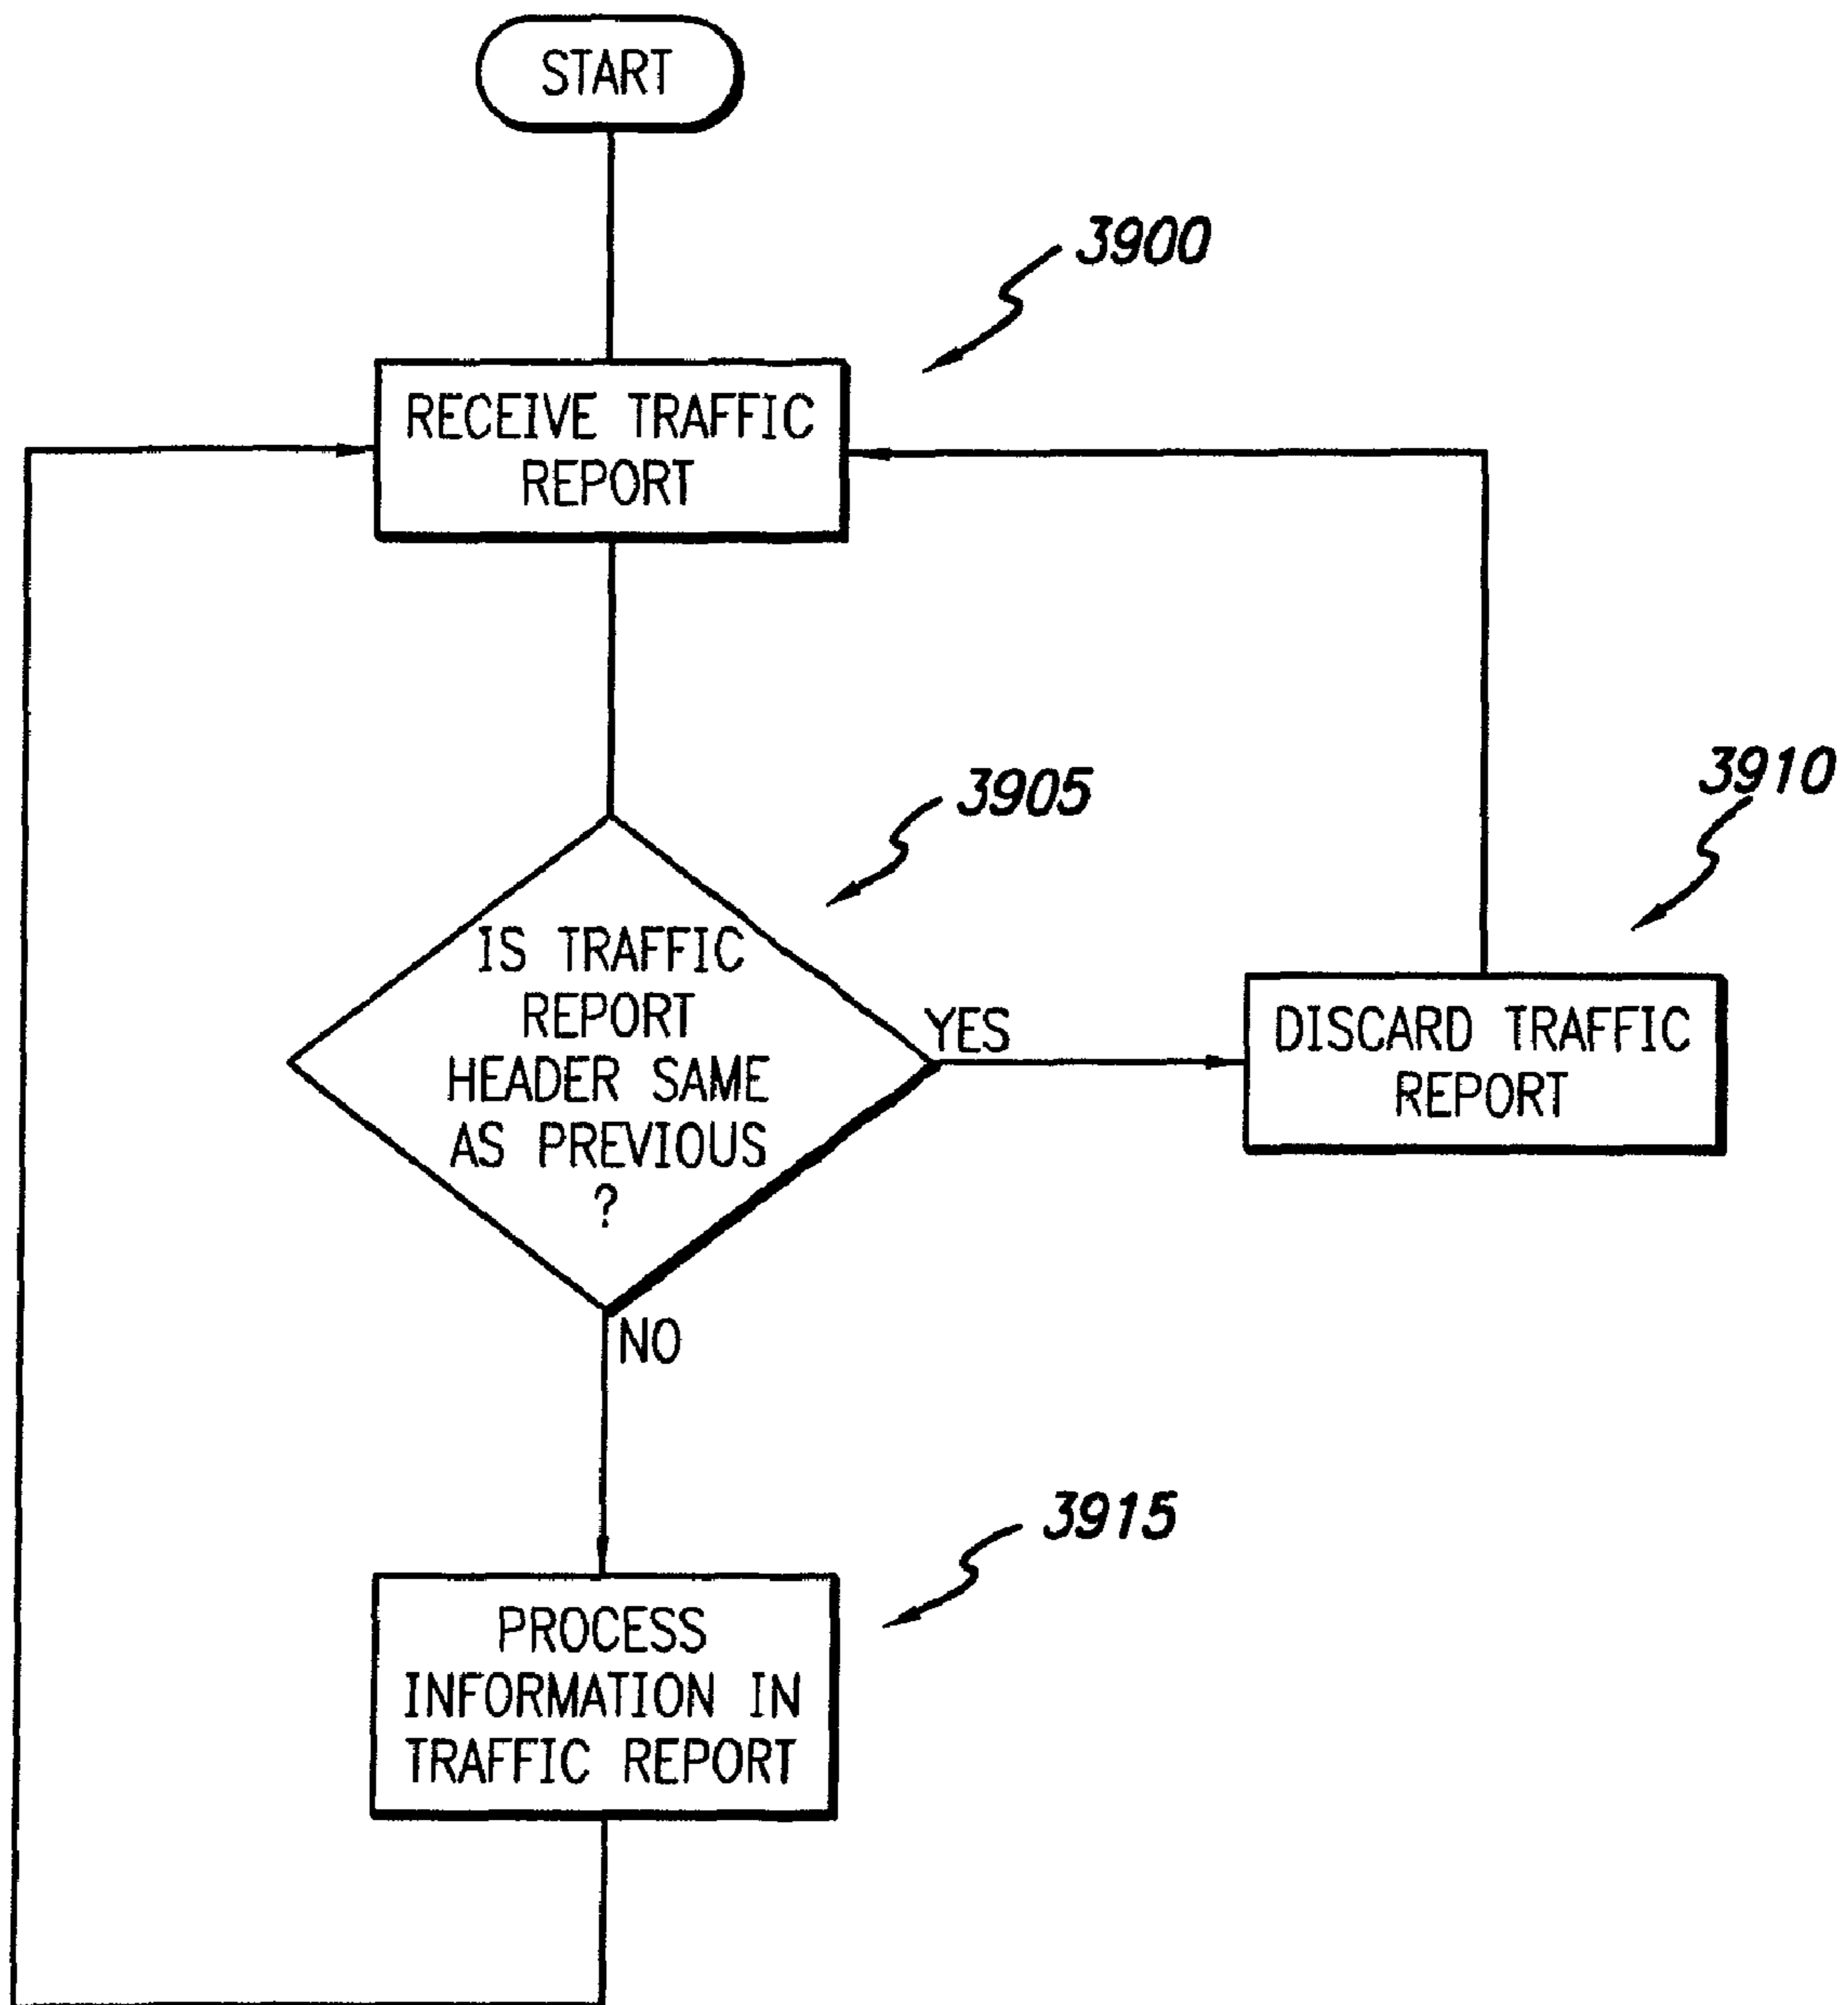 START
3900
RECEIVE TRAFFIC
REPORT
3905
3910
IS TRAFFIC
REPORT
HEADER SAME
AS PREVIOUS
?
YES
DISCARD TRAFFIC
REPORT
NO
3915
PROCESS
INFORMATION IN
TRAFFIC REPORT